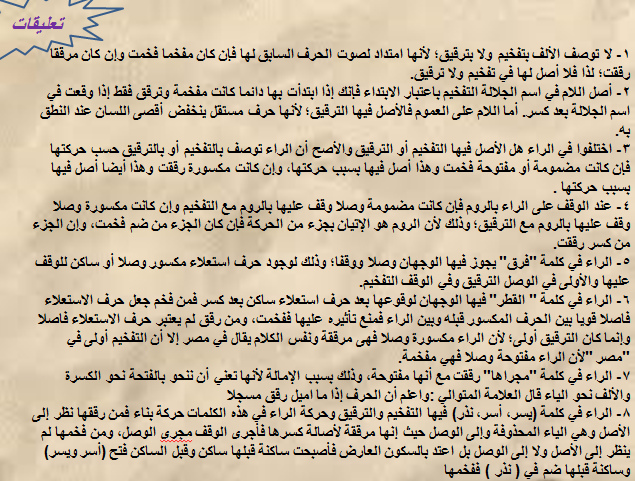 تعليقات
١- لا توصف الألف بتفخيم ولا بترقيق؛ لأنها امتداد لصوت الحرف السابق لها فإن كان مفخما فخمت وإن كان مرققا
رققت؛ لذا فلا أصل لها في تفخيم ولا ترقيق.
٢- أصل اللام في اسم الجلالة التفخيم باعتبار الابتداء فإنك إذا ابتدأت بها دائما كانت مفخمة وترقق فقط إذا وقعت في
اسم الجلالة بعد كسر. أما اللام على العموم فالأصل فيها الترقيق؛ لأنها حرف مستقل ينخفض أقصى اللسان عند النطق
به.
٣- اختلفوا في الراء هل الأصل فيها التفخيم أو الترقيق والأصح أن الراء توصف بالتفخيم أو بالترقيق حسب حركتها
فإن كانت مضمومة أو مفتوحة فخمت وهذا أصل فيها بسبب حركتها، وإن كانت مكسورة رققت وهذا أيضا أصل فيها
بسبب حركتها .
٤- عند الوقف على الراء بالروم فإن كانت مضمومة وصلا وقف عليها بالروم مع التفخيم وإن كانت مكسورة وصلا
وقف عليها بالروم مع الترقيق؛ وذلك لأن الروم هو الإتيان بجزء من الحركة فإن كان الجزء من ضم فخمت، وإن الجزء
من كسر رققت.
٥- الراء في كلمة "فرق" يجوز فيها الوجهان وصلا ووقفا؛ وذلك لوجود حرف استعلاء مكسور وصلا أو ساكن للوقف
عليها والأولى في الوصل الترقيق وفي الوقف التفخيم.
٦- الراء في كلمة " القطر" فيها الوجهان لوقوعها بعد حرف استعلاء ساكن بعد كسر فمن فخم جعل حرف الاستعلاء
فاصلا قويا بين الحرف المكسور قبله وبين الراء فمنع تأثيره عليها ففخمت، ومن رقق لم يعتبر حرف الاستعلاء فاصلا
وإنما كان الترقيق أولى؛ لأن الراء مكسورة وصلا فهى مرققة ونفس الكلام يقال في مصر إلا أن التفخيم أولى في
"مصر "لأن الراء مفتوحة وصلا فهي مفخمة.
٧- الراء في كلمة "مجراها" رققت مع أنها مفتوحة، وذلك بسبب الإمالة لأنها تعني أن ننحو بالفتحة نحو الكسرة
والألف نحو الياء قال العلامة المتوالي :واعلم أن الحرف إذا ما اميل رقق مسجلا
٨- الراء في كلمة (يسر، أسر، نذر) فيها التفخيم والترقيق وحركة الراء في هذه الكلمات حركة بناء فمن رققها نظر إلى
الأصل وهي الياء المحذوفة وإلى الوصل حيث إنها مرققة لأصالة كسرها فأجرى الوقف مجرى الوصل، ومن فخمها لم
ينظر إلى الأصل ولا إلى الوصل بل اعتد بالسكون العارض فأصبحت ساكنة قبلها ساكن وقبل الساكن فتح (أسر ويسر)
وساكنة قبلها ضم في ( نذر ) ففخمها